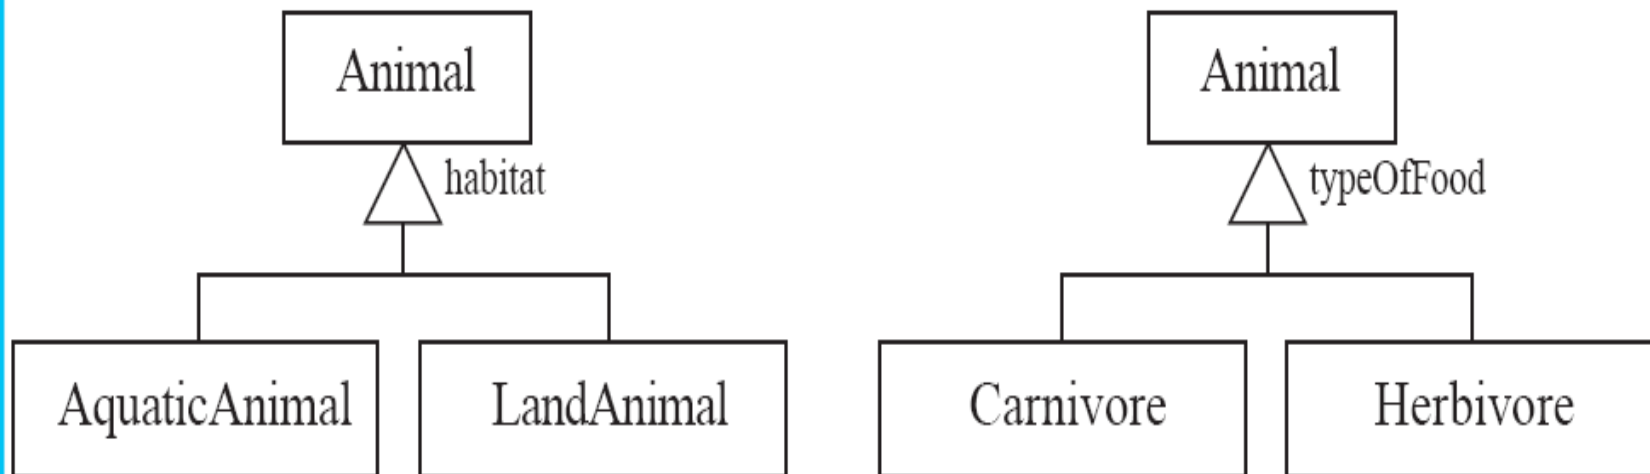 Animal
habitat
AquaticAnimal
LandAnimal
Animal
typeOfFood
Carnivore
Herbivore